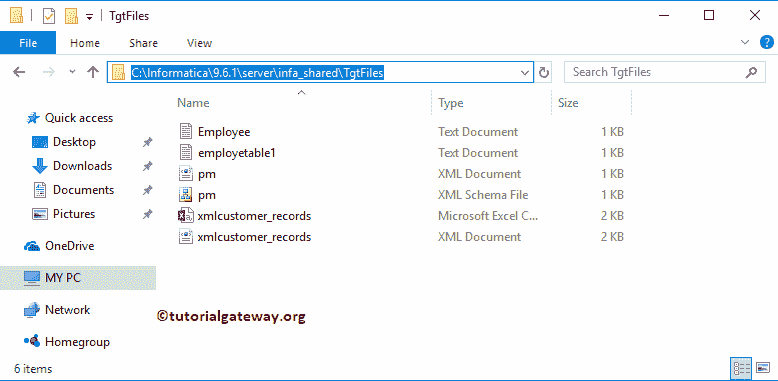 TgtFiles
File Home Share View
C:\Informatica\9.6.1\server\infa_shared\TgtFiles Search TgtFiles
Name Type Size
Quick access
Desktop
Downloads
Documents
Pictures
OneDrive
MY PC
Network
Homegroup
Employee Text Document 1 KB
employetable1 Text Document 1 KB
pm XML Document 1 KB
pm XML Schema File 1 KB
xmlcustomer_records Microsoft Excel C... 2 KB
xmlcustomer_records XML Document 2 KB
©tutorialgateway.org
6 items